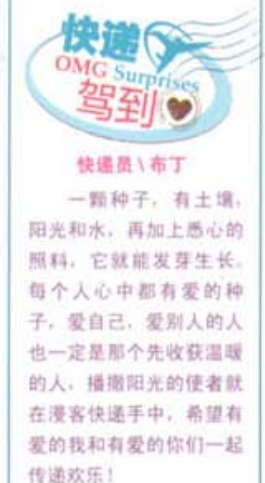 快递
OMG Surprises
驾到
快递员\布丁
一颗种子，有土壤，
阳光和水，再加上悉心的
照料，它就能发芽生长。
每个人心中都有爱的种
子，爱自己、爱别人的人
也一定是那个先收获温暖
的人，播撒阳光的使者就
在漫客快递手中，希望有
爱的我和有爱的你们一起
传递欢乐！